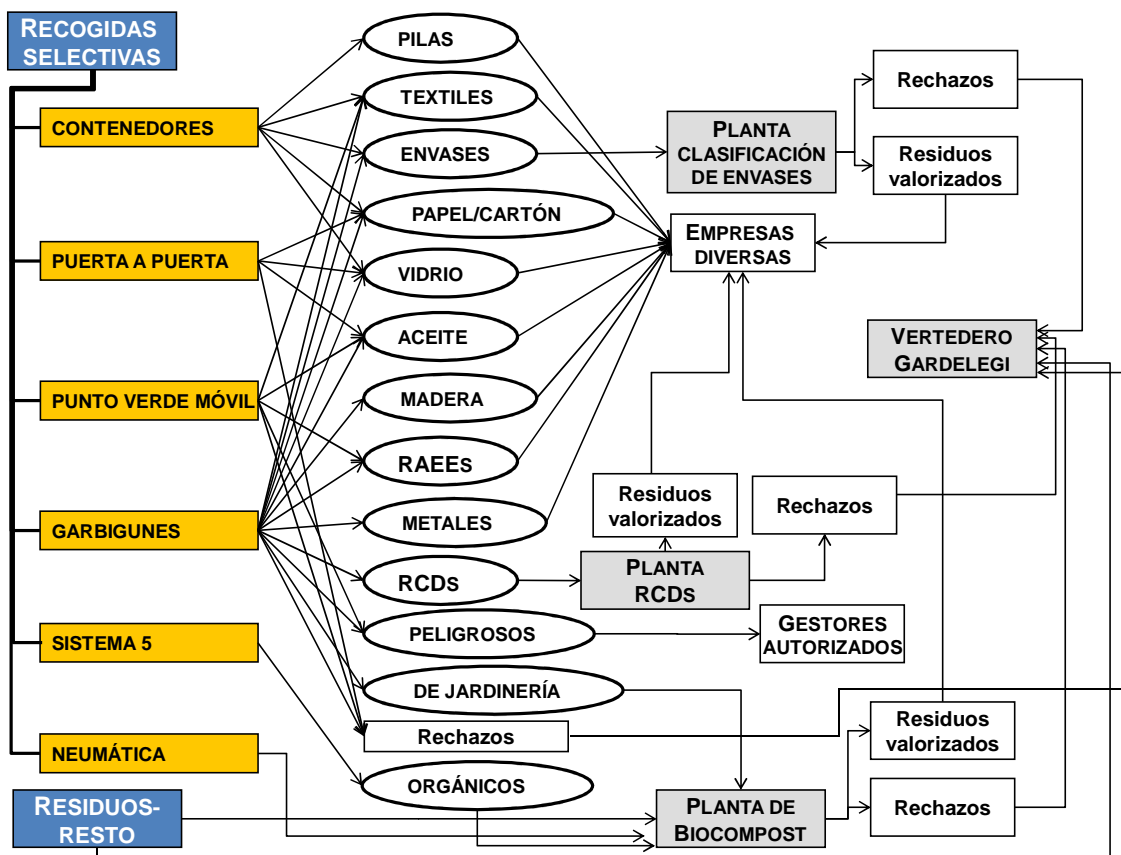 RECOGIDAS
SELECTIVAS
CONTENEDORES
PUERTA A PUERTA
PUNTO VERDE MÓVIL
GARBIGUNES
SISTEMA 5
NEUMÁTICA
RESIDUOS-
RESTO
PILAS
TEXTILES
ENVASES
PAPEL/CARTÓN
VIDRIO
ACEITE
MADERA
RAEES
METALES
RCDs
PELIGROSOS
DE JARDINERÍA
Rechazos
ORGÁNICOS
PLANTA
CLASIFICACIÓN
DE ENVASES
Rechazos
Residuos
valorizados
EMPRESAS
DIVERSAS
VERTEDERO
GARDELEGI
Residuos
valorizados
Rechazos
PLANTA
RCDs
GESTORES
AUTORIZADOS
Residuos
valorizados
PLANTA DE
BIOCOMPOST
Rechazos